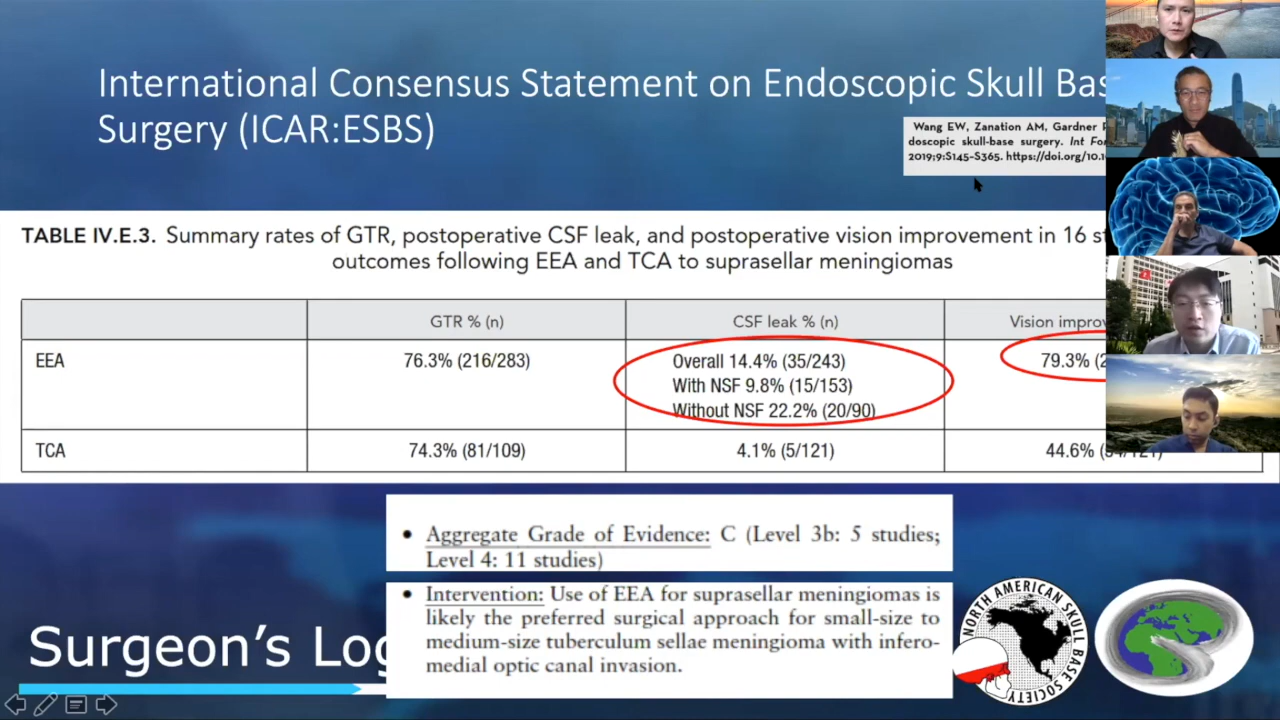 International Consensus Statement on Endoscopic Skull Bas
Surgery (ICAR:ESBS)
Wang EW, Zanation AM, Gardner
doscopic skull-base surgery. Int For
2019;9:S145–S365. https://doi.org/10.1
TABLE IV.E.3. Summary rates of GTR, postoperative CSF leak, and postoperative vision improvement in 16
outcomes following EEA and TCA to suprasellar meningiomas
GTR % (n) CSF leak % (n) Vision improv
EEA 76.3% (216/283) Overall 14.4% (35/243) 79.3% (2
With NSF 9.8% (15/153)
Without NSF 22.2% (20/90)
TCA 74.3% (81/109) 4.1% (5/121) 44.6% (54/121)
• Aggregate Grade of Evidence: C (Level 3b: 5 studies;
Level 4: 11 studies)
• Intervention: Use of EEA for suprasellar meningiomas is
likely the preferred surgical approach for small-size to
medium-size tuberculum sellae meningioma with infero-
medial optic canal invasion.
Surgeon's Log
NORTH AMERICAN SKULL BASE SOCIETY